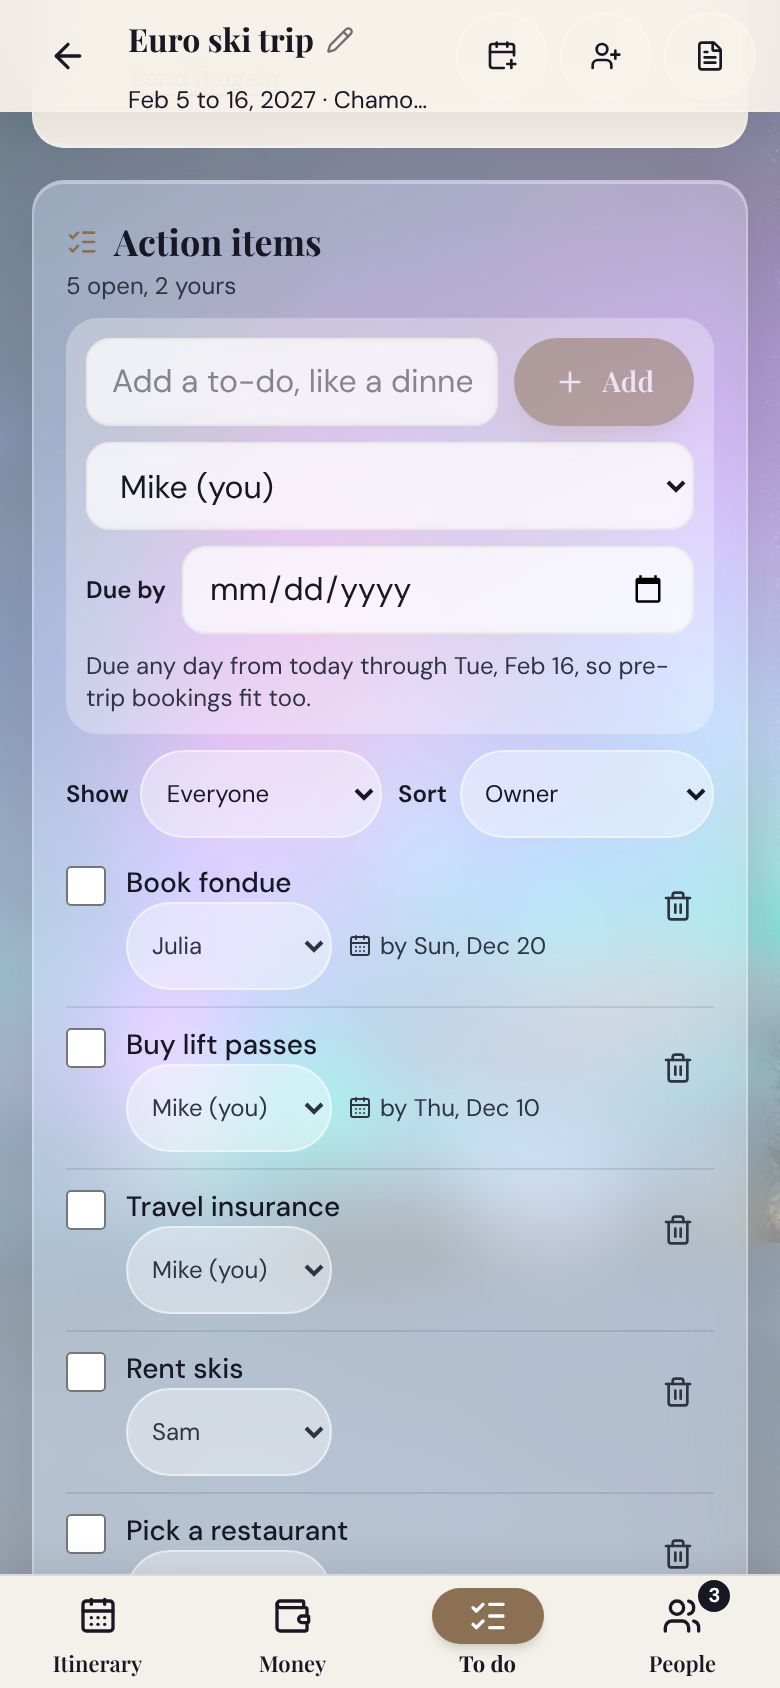 Euro ski trip
Send it again
Feb 5 to 16, 2027 · Chamo...
Action items
5 open, 2 yours
Add a to-do, like a dinne
+ Add
Mike (you)
Due by mm/dd/yyyy
Due any day from today through Tue, Feb 16, so pre-
trip bookings fit too.
Show Everyone Sort Owner
Book fondue
Julia by Sun, Dec 20
Buy lift passes
Mike (you) by Thu, Dec 10
Travel insurance
Mike (you)
Rent skis
Sam
Pick a restaurant
3
Itinerary Money To do People